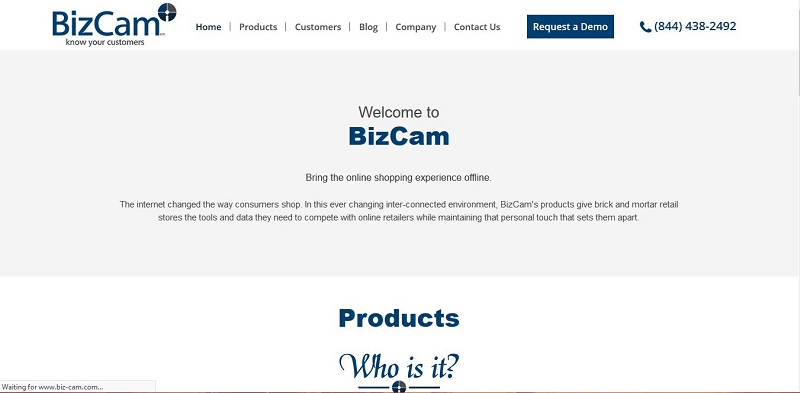 BizCam
know your customers
Home | Products | Customers | Blog | Company | Contact Us
Request a Demo
(844) 438-2492
Welcome to
BizCam
Bring the online shopping experience offline.
The internet changed the way consumers shop. In this ever changing inter-connected environment, BizCam's products give brick and mortar retail
stores the tools and data they need to compete with online retailers while maintaining that personal touch that sets them apart.
Products
Who is it?
Waiting for www.biz-cam.com...